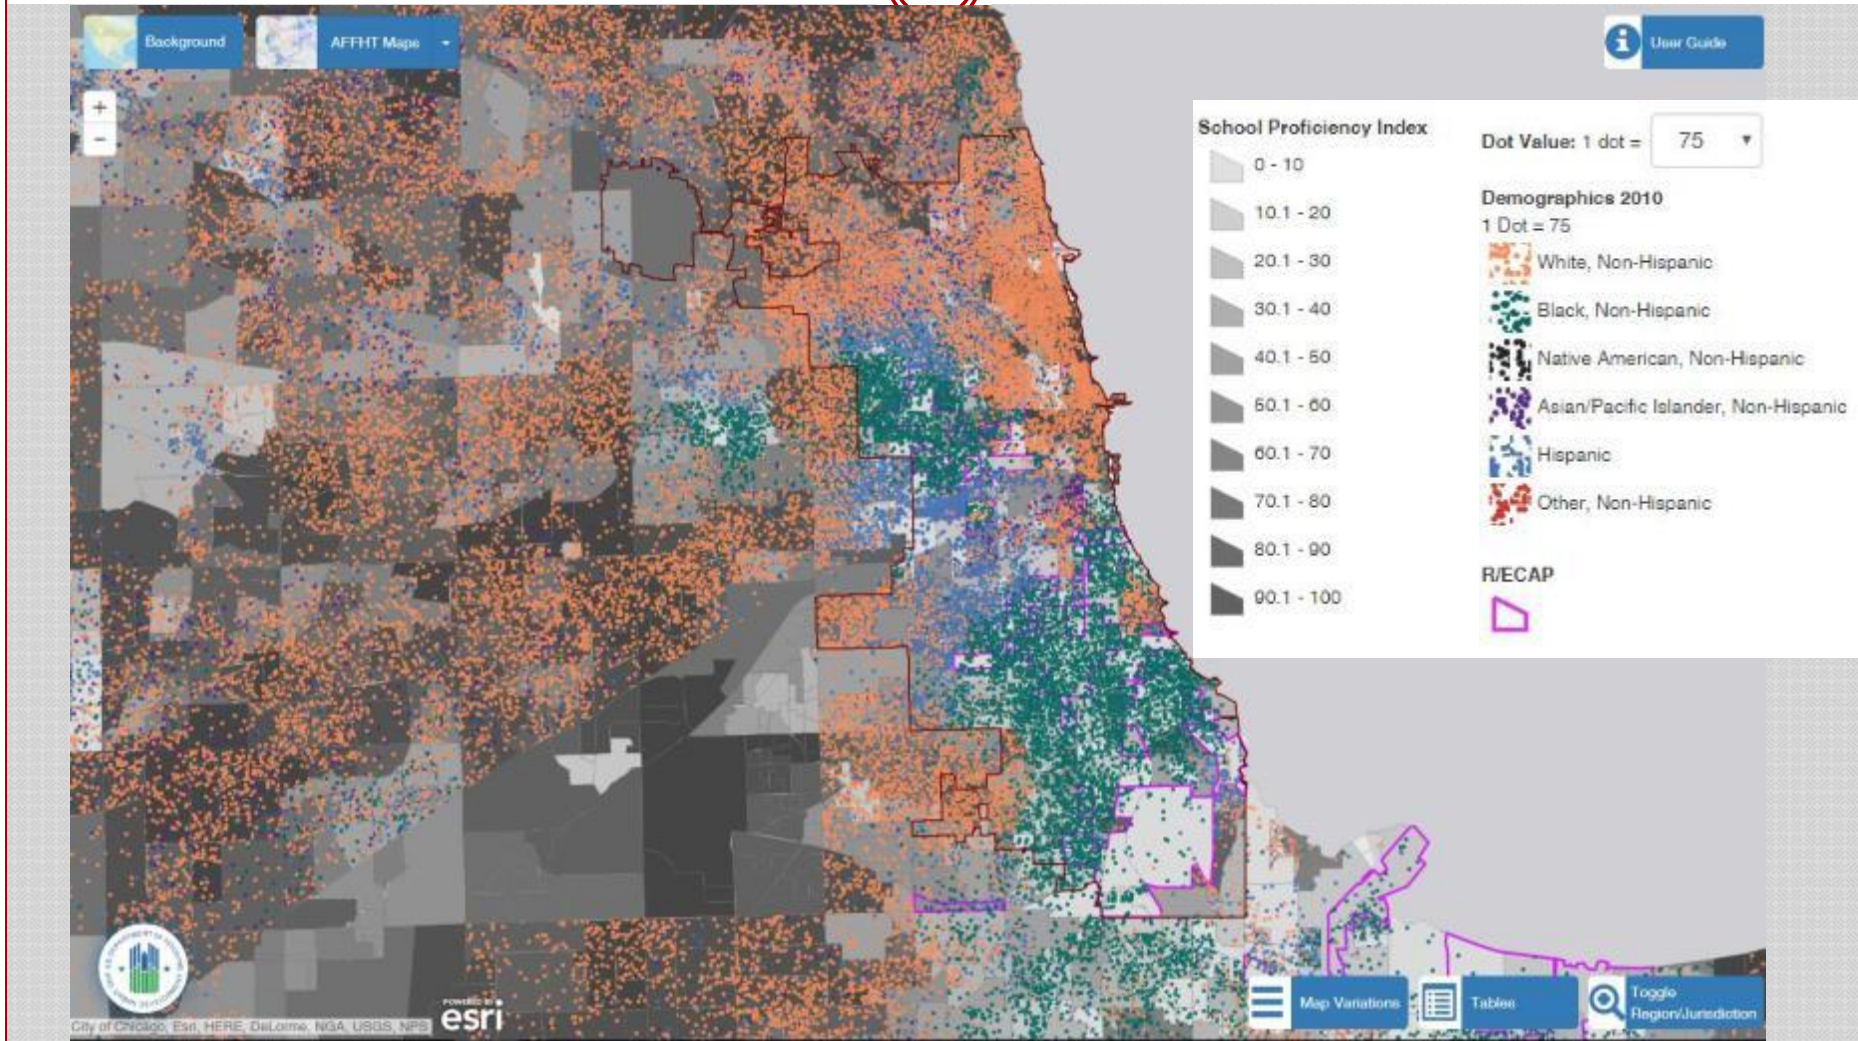 Background
AFFHT Maps
User Guide
+
−
School Proficiency Index
0 - 10
10.1 - 20
20.1 - 30
30.1 - 40
40.1 - 50
50.1 - 60
60.1 - 70
70.1 - 80
80.1 - 90
90.1 - 100
Dot Value: 1 dot = 75
Demographics 2010
1 Dot = 75
White, Non-Hispanic
Black, Non-Hispanic
Native American, Non-Hispanic
Asian/Pacific Islander, Non-Hispanic
Hispanic
Other, Non-Hispanic
R/ECAP
POWERED BY
esri
City of Chicago, Esri, HERE, DeLorme, NGA, USGS, NPS
Map Variations
Tables
Toggle
Region/Jurisdiction